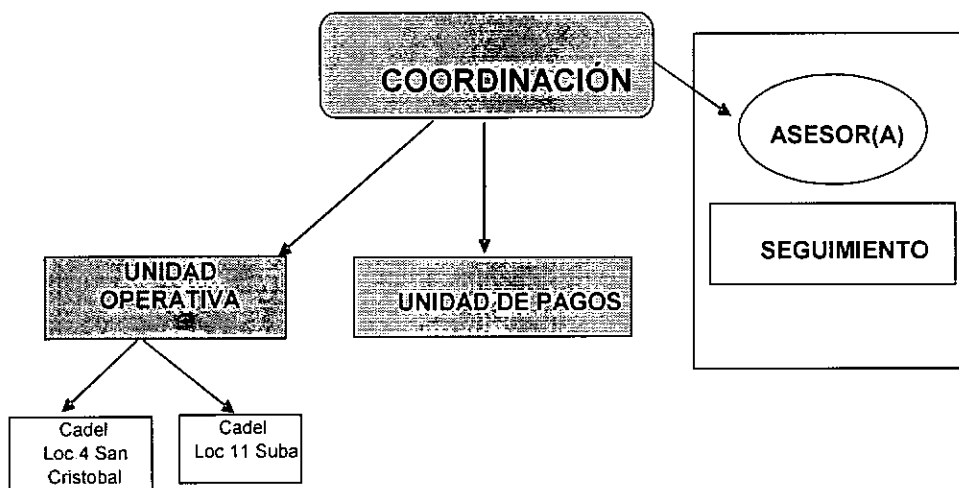 COORDINACIÓN
ASESOR(A)
SEGUIMIENTO
UNIDAD
OPERATIVA
UNIDAD DE PAGOS
Cadel
Loc 4 San
Cristobal
Cadel
Loc 11 Suba